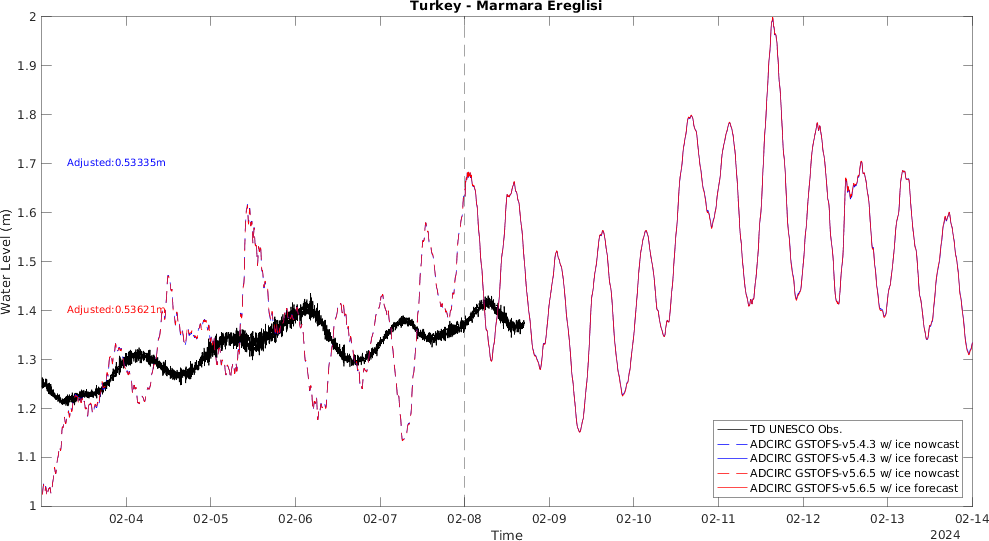 Turkey - Marmara Ereglisi
Water Level (m)
2
1.9
1.8
1.7
1.6
1.5
1.4
1.3
1.2
1.1
1
Adjusted:0.53335m
Adjusted:0.53621m
TD UNESCO Obs.
ADCIRC GSTOFS-v5.4.3 w/ ice nowcast
ADCIRC GSTOFS-v5.4.3 w/ ice forecast
ADCIRC GSTOFS-v5.6.5 w/ ice nowcast
ADCIRC GSTOFS-v5.6.5 w/ ice forecast
02-04 02-05 02-06 02-07 02-08 02-09 02-10 02-11 02-12 02-13 02-14
Time
2024